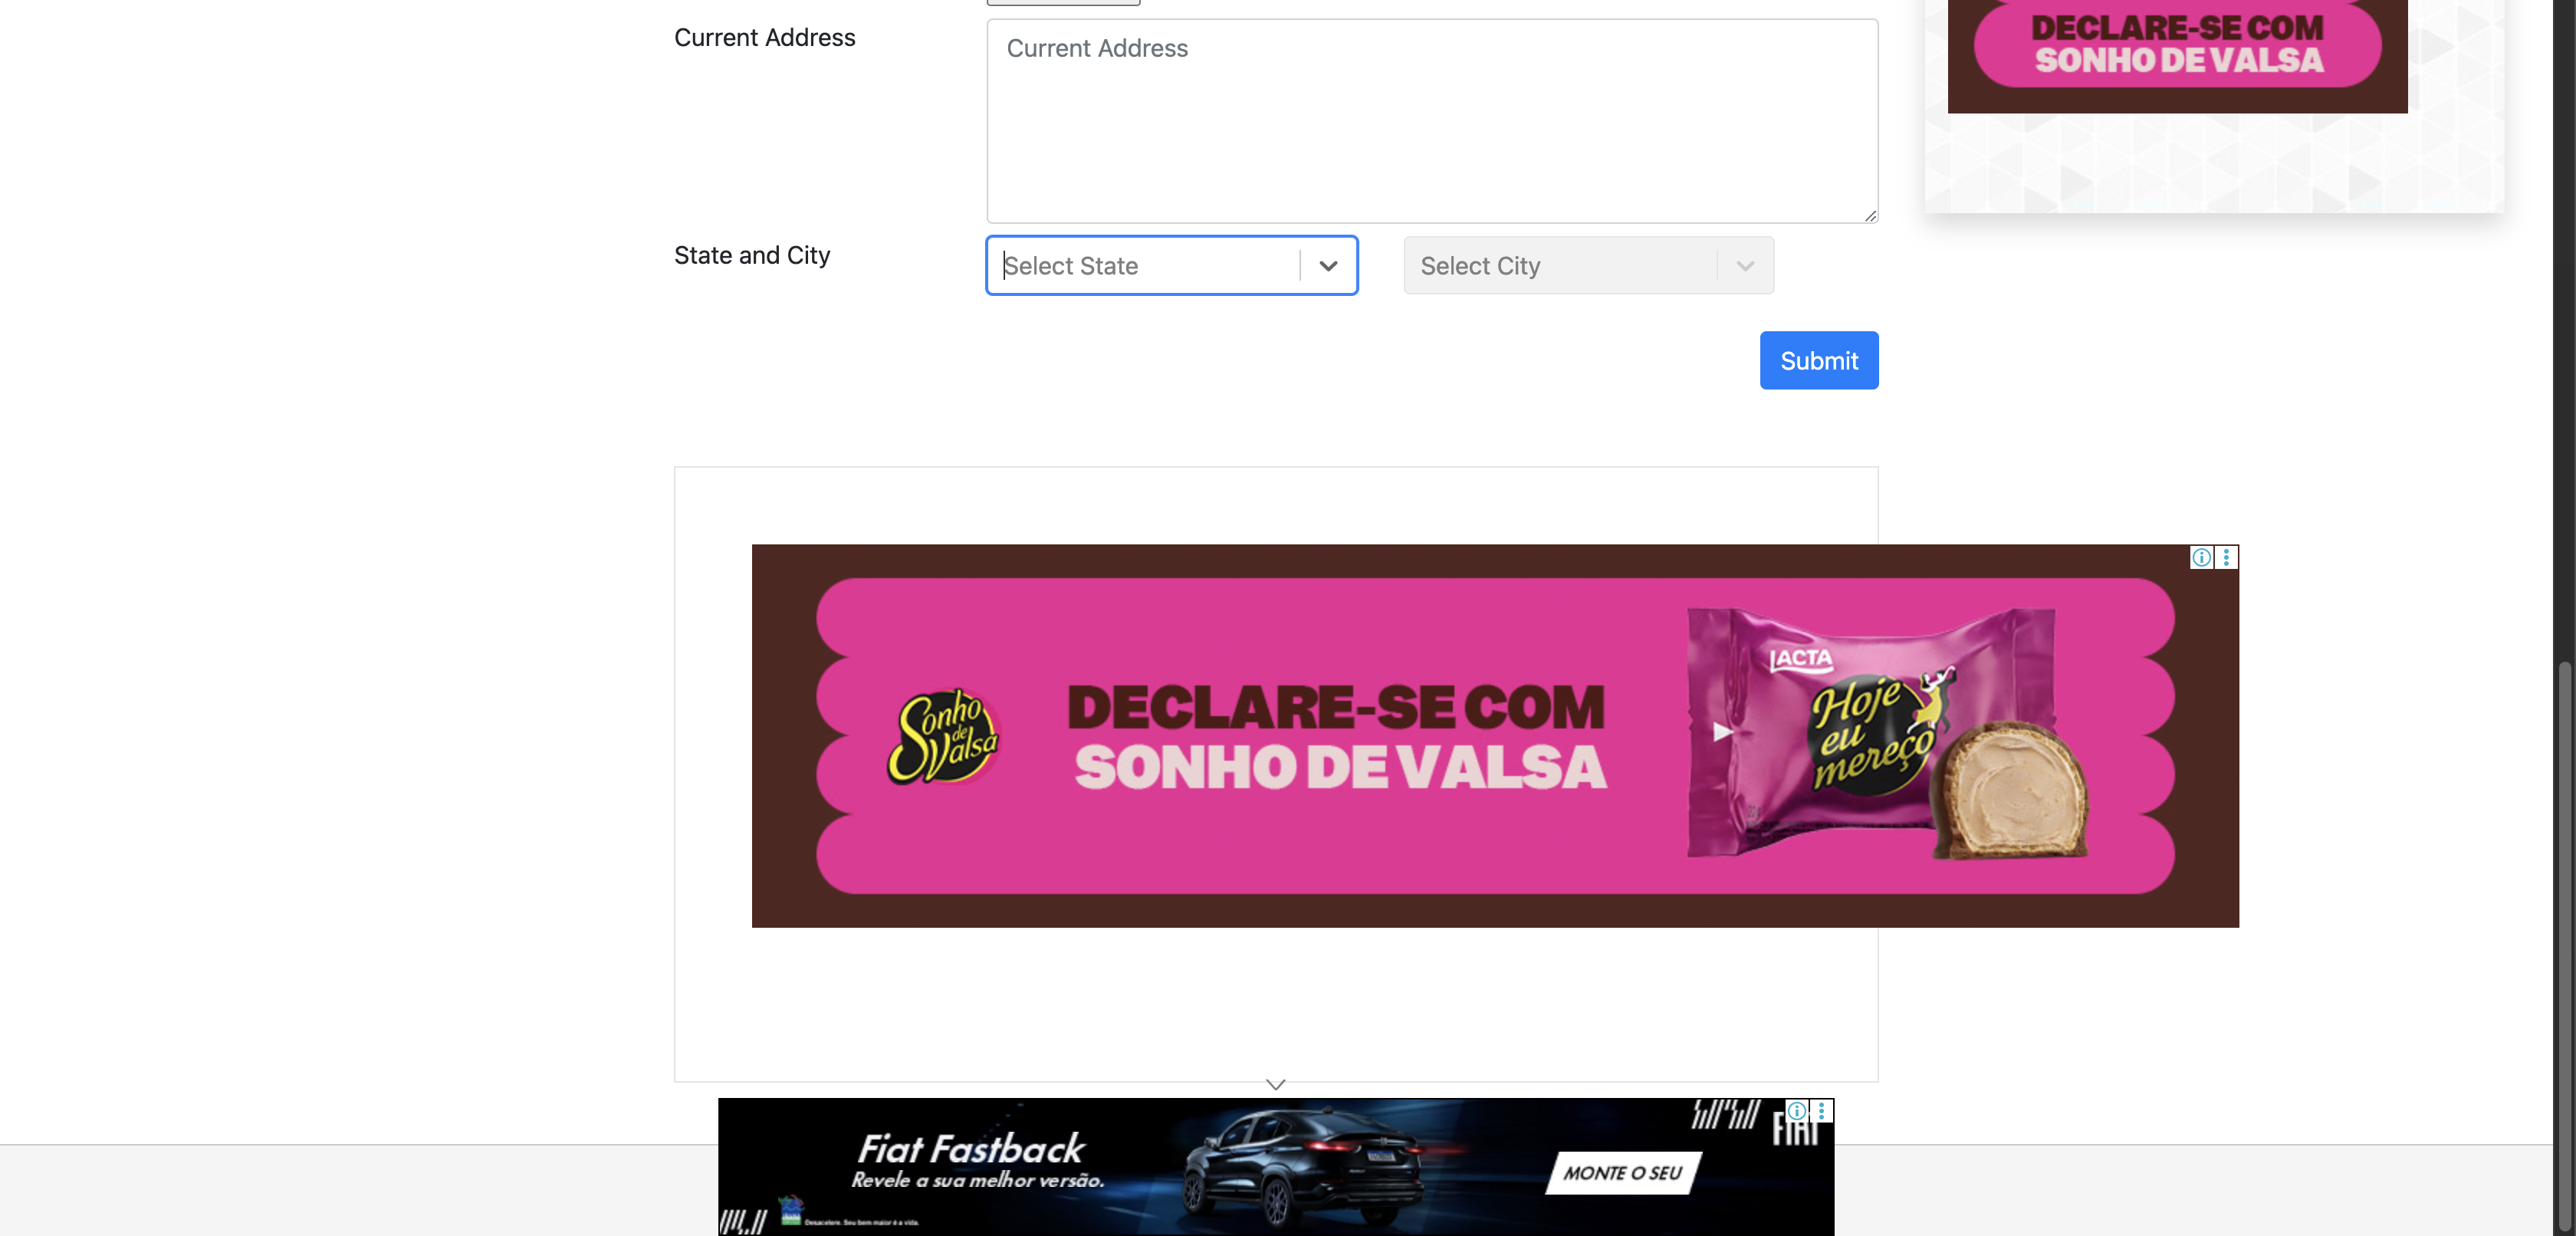 DECLARE-SE COM
SONHO DE VALSA
Current Address
Current Address
State and City
Select State
Select City
Submit
Sonho
de
Valsa
DECLARE-SE COM
SONHO DE VALSA
LACTA
Hoje
eu
mereço
Fiat Fastback
Revele a sua melhor versão.
MONTE O SEU
FIAT
Desacelere. Seu bem maior é a vida.